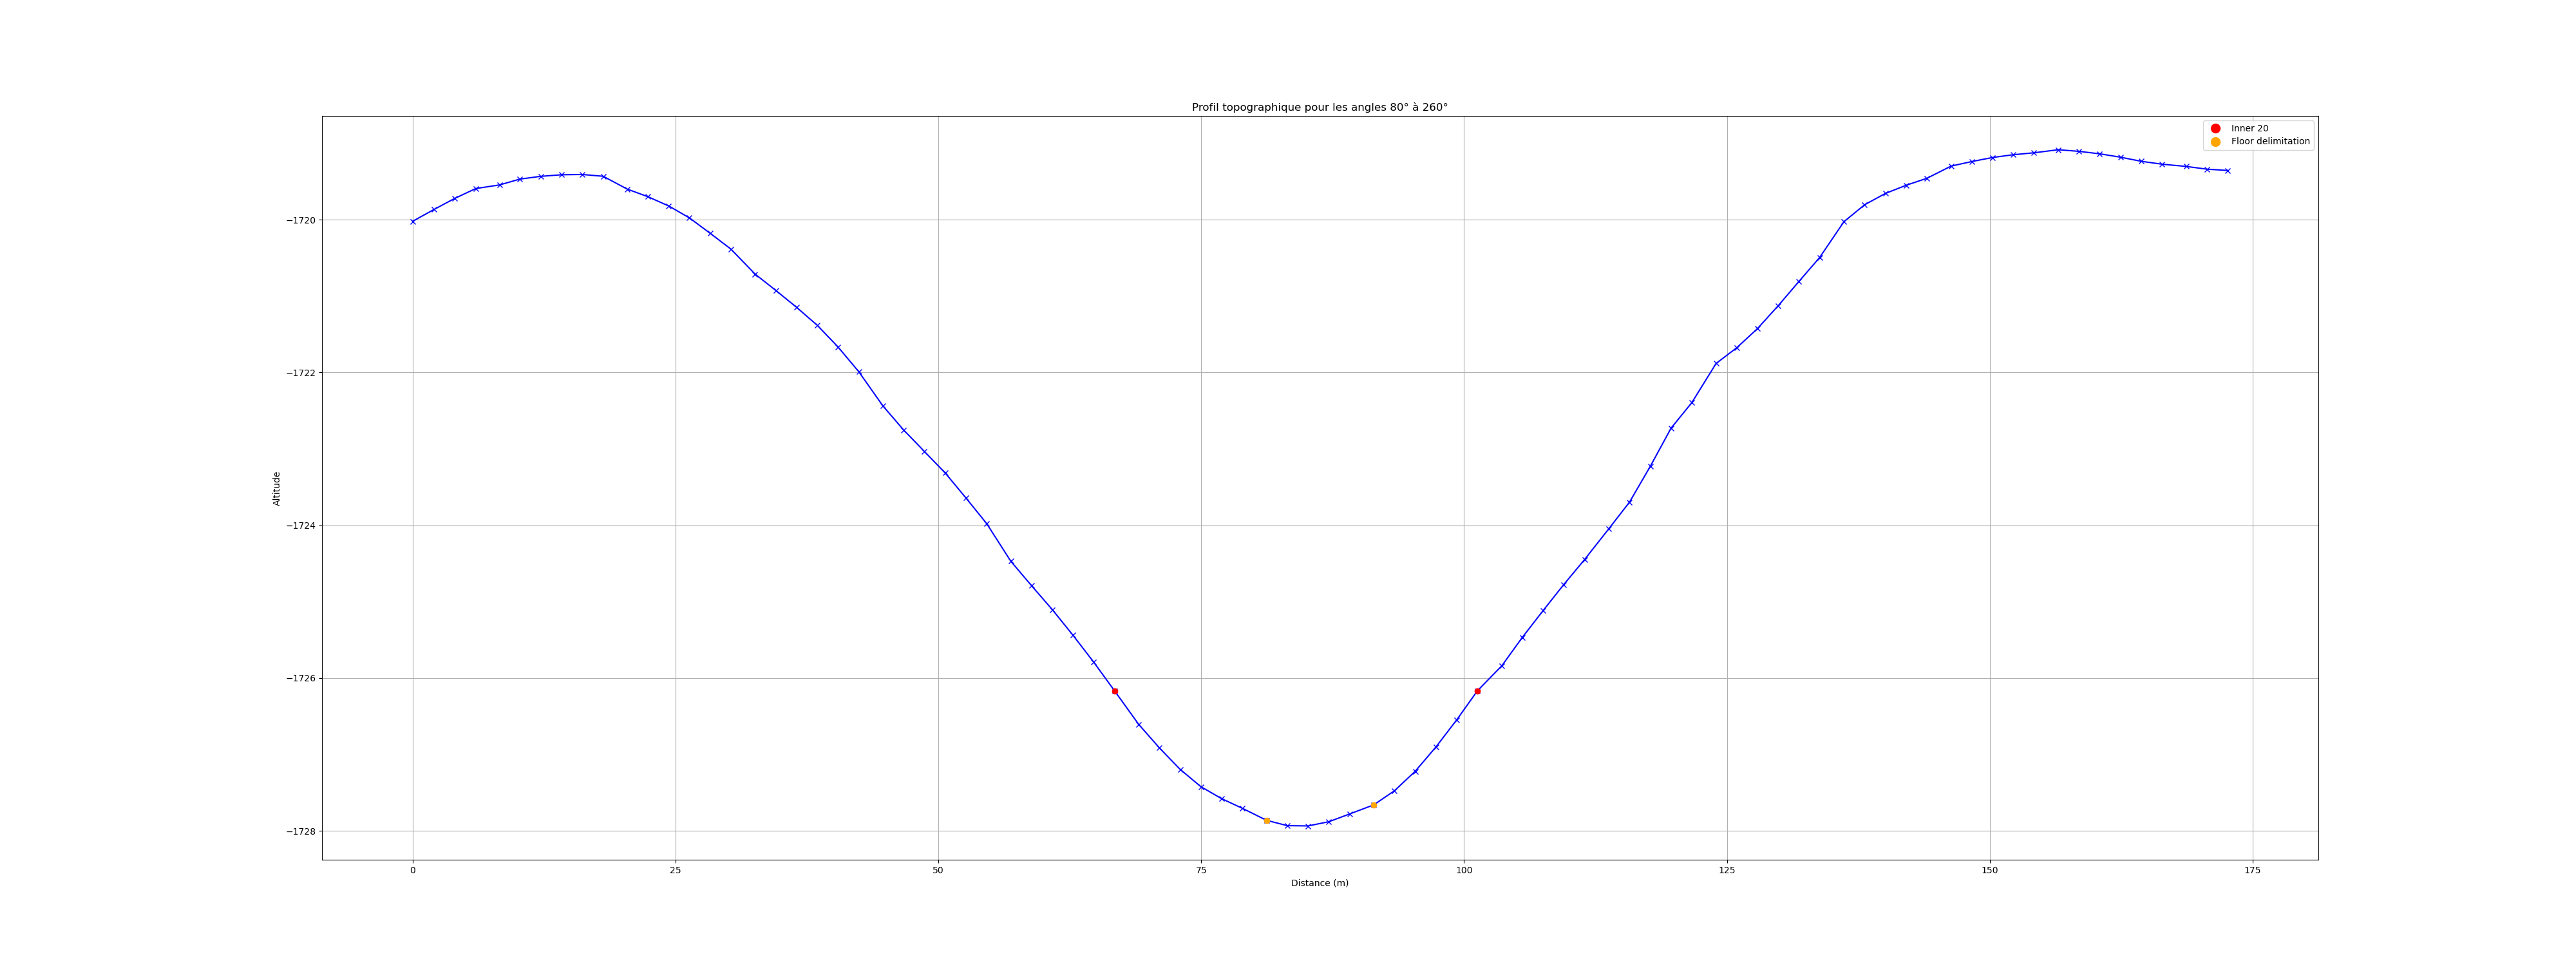 Profil topographique pour les angles 80° à 260°
Inner 20
Floor delimitation
−1720
−1722
−1724
−1726
−1728
Altitude
0 25 50 75 100 125 150 175
Distance (m)